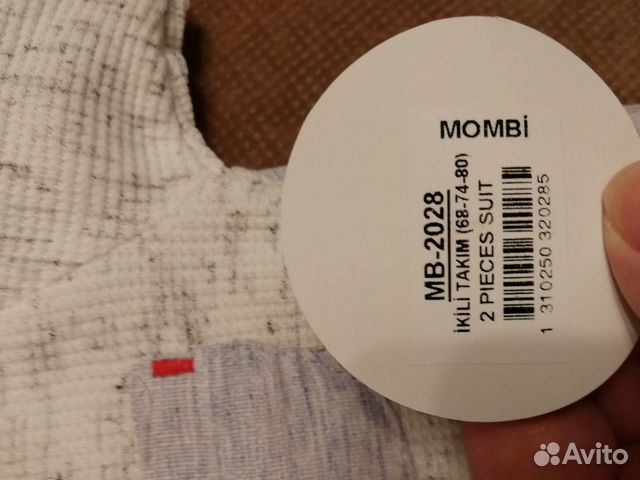 MOMBİ
MB-2028
İKİLİ TAKIM (68-74-80)
2 PIECES SUIT
1 310250 320285
Avito